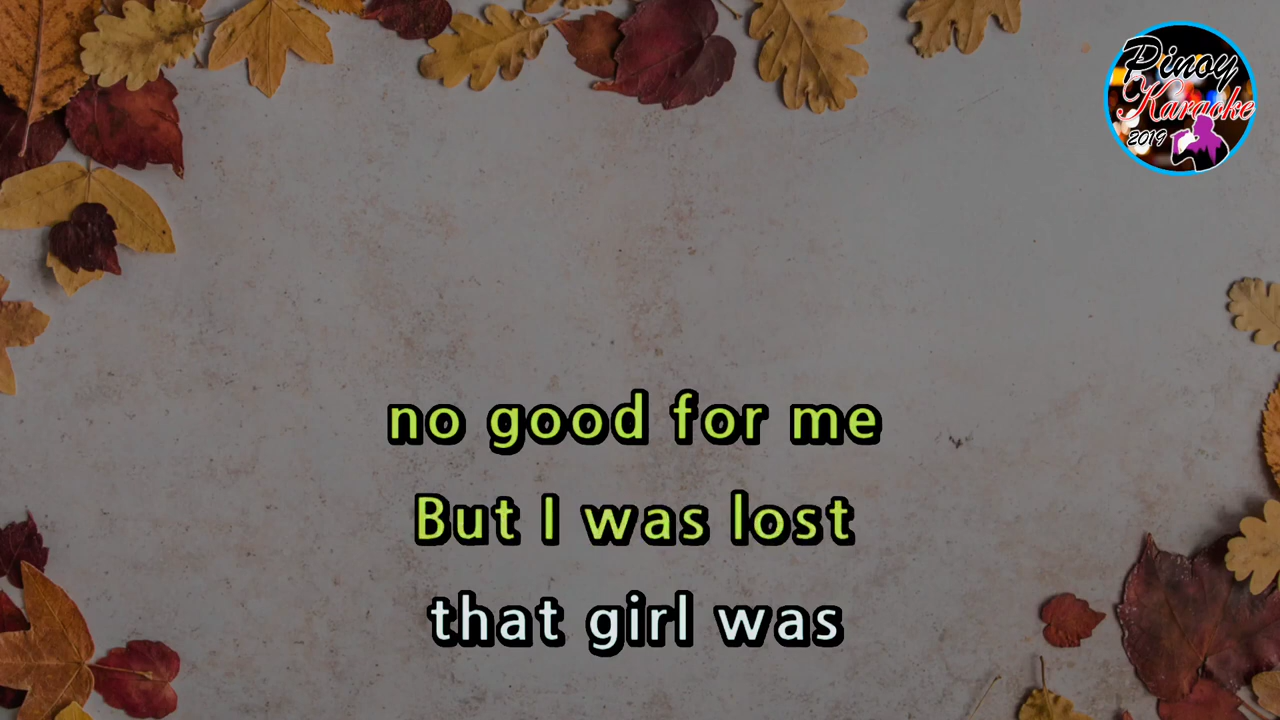 Pinoy
Karaoke
2019
no good for me
But I was lost
that girl was